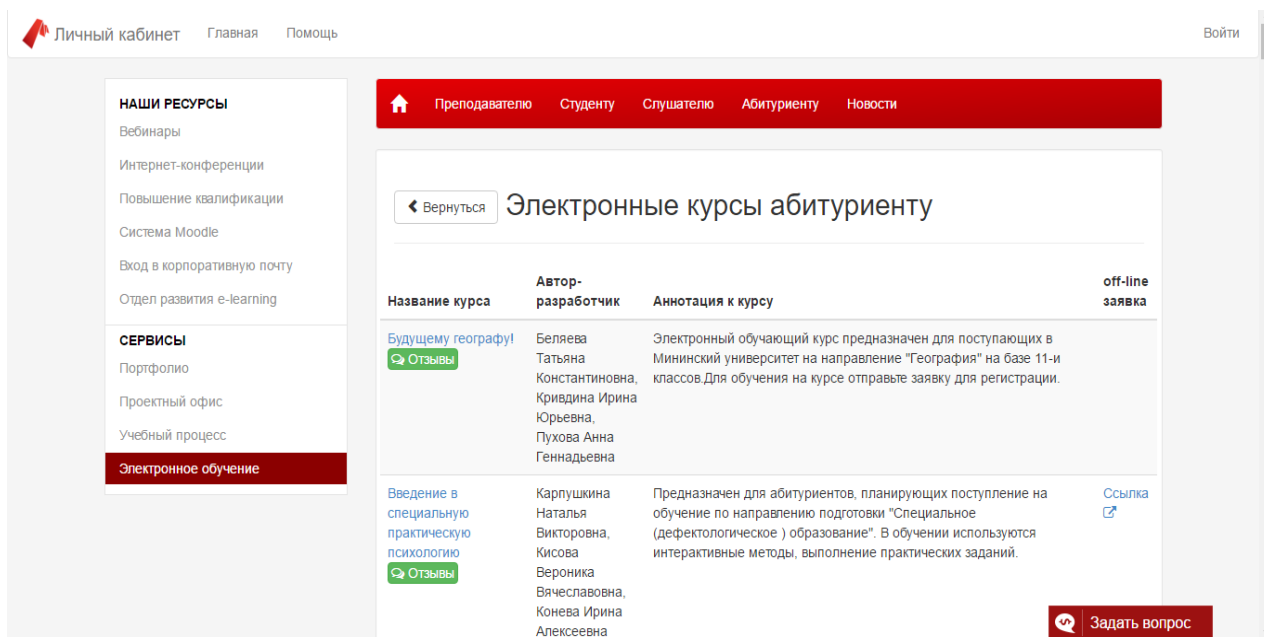 Личный кабинет Главная Помощь Войти
НАШИ РЕСУРСЫ
Вебинары
Интернет-конференции
Повышение квалификации
Система Moodle
Вход в корпоративную почту
Отдел развития e-learning
СЕРВИСЫ
Портфолио
Проектный офис
Учебный процесс
Электронное обучение
Преподавателю Студенту Слушателю Абитуриенту Новости
Вернуться Электронные курсы абитуриенту
Название курса
Автор-
разработчик
Аннотация к курсу
off-line
заявка
Будущему географу!
Отзывы
Беляева
Татьяна
Константиновна,
Кривдина Ирина
Юрьевна,
Пухова Анна
Геннадьевна
Электронный обучающий курс предназначен для поступающих в
Мининский университет на направление "География" на базе 11-и
классов.Для обучения на курсе отправьте заявку для регистрации.
Введение в
специальную
практическую
психологию
Отзывы
Карпушкина
Наталья
Викторовна,
Кисова
Вероника
Вячеславовна,
Конева Ирина
Алексеевна
Предназначен для абитуриентов, планирующих поступление на
обучение по направлению подготовки "Специальное
(дефектологическое ) образование". В обучении используются
интерактивные методы, выполнение практических заданий.
Ссылка
Задать вопрос